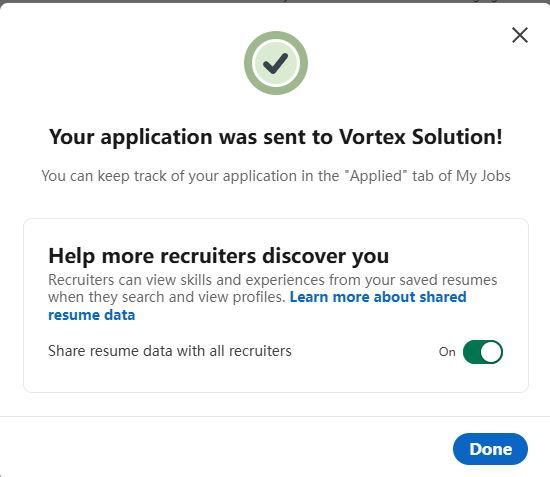 Your application was sent to Vortex Solution!
You can keep track of your application in the "Applied" tab of My Jobs
Help more recruiters discover you
Recruiters can view skills and experiences from your saved resumes
when they search and view profiles. Learn more about shared
resume data
Share resume data with all recruiters
On
Done